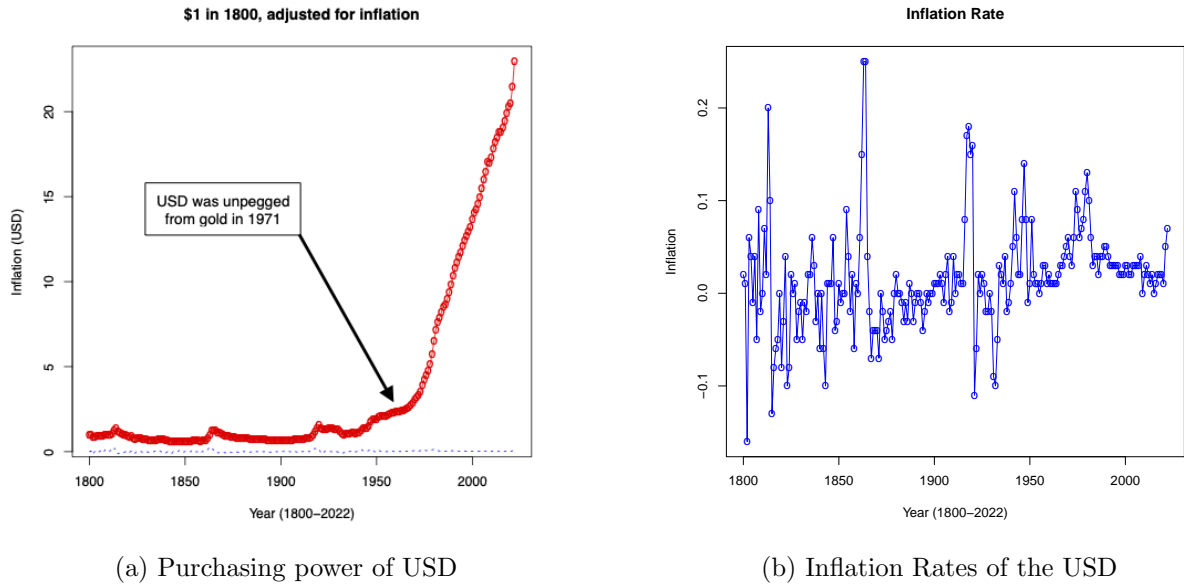 $1 in 1800, adjusted for inflation
Inflation (USD)
20
15
10
5
0
USD was unpegged
from gold in 1971
1800 1850 1900 1950 2000
Year (1800−2022)
(a) Purchasing power of USD
Inflation Rate
Inflation
0.2
0.1
0.0
−0.1
1800 1850 1900 1950 2000
Year (1800−2022)
(b) Inflation Rates of the USD